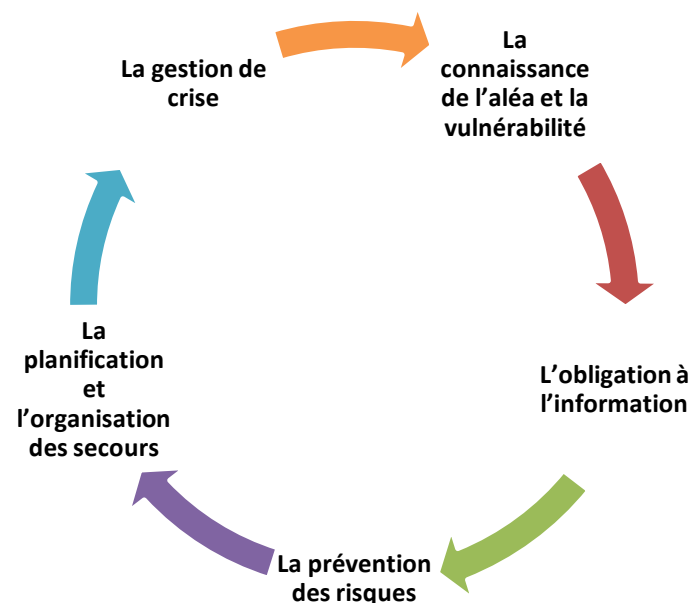 La gestion de
crise
La
connaissance
de l’aléa et la
vulnérabilité
L’obligation à
l’information
La prévention
des risques
La
planification
et
l’organisation
des secours